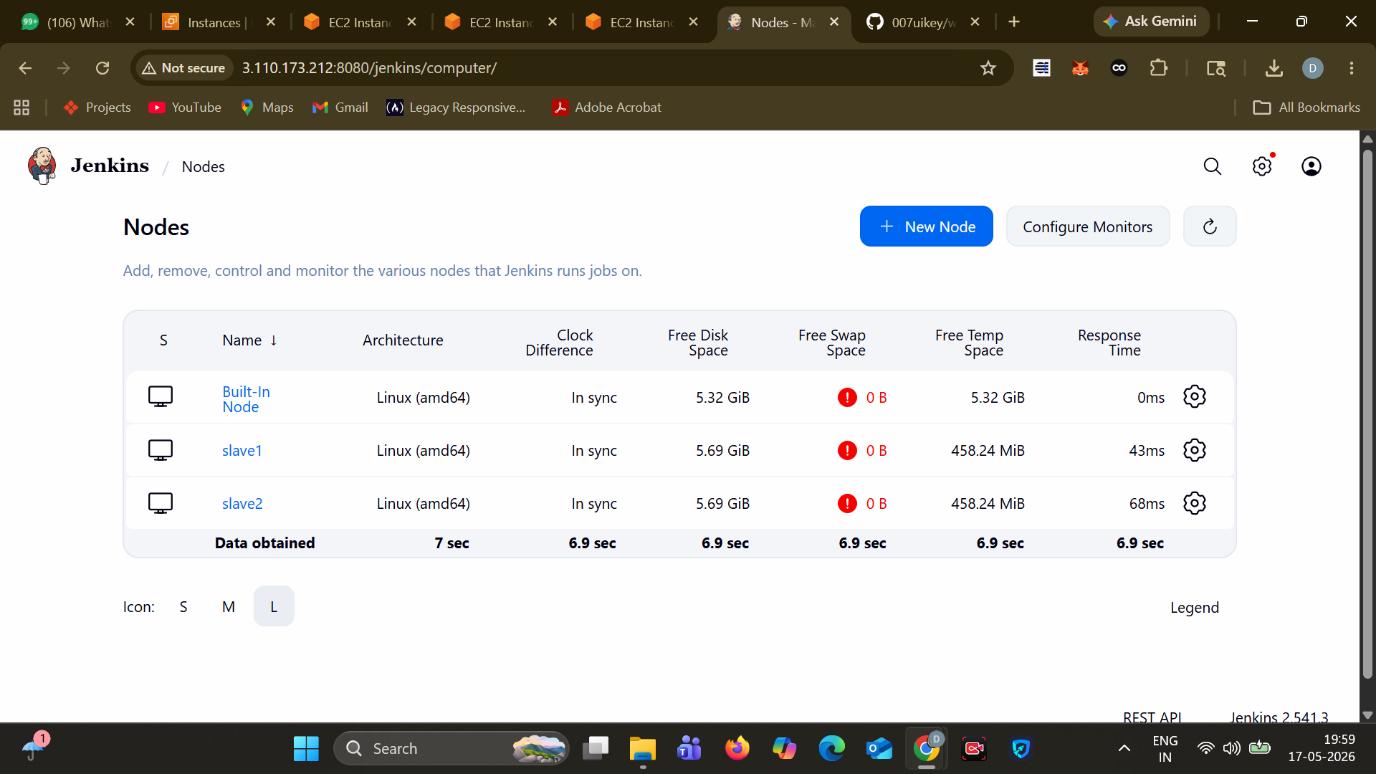 99+ (106) What
Instances |
EC2 Instanc
EC2 Instanc
EC2 Instanc
Nodes - Ma
007uikey/w
Ask Gemini
Not secure 3.110.173.212:8080/jenkins/computer/
D
Projects YouTube Maps Gmail Legacy Responsive... Adobe Acrobat All Bookmarks
Jenkins / Nodes
Nodes
+ New Node Configure Monitors
Add, remove, control and monitor the various nodes that Jenkins runs jobs on.
S Name ↓ Architecture Clock Difference Free Disk Space Free Swap Space Free Temp Space Response Time
Built-In Node Linux (amd64) In sync 5.32 GiB ! 0 B 5.32 GiB 0ms
slave1 Linux (amd64) In sync 5.69 GiB ! 0 B 458.24 MiB 43ms
slave2 Linux (amd64) In sync 5.69 GiB ! 0 B 458.24 MiB 68ms
Data obtained 7 sec 6.9 sec 6.9 sec 6.9 sec 6.9 sec 6.9 sec
Icon: S M L Legend
REST API Jenkins 2.541.3
1
Search
D
ENG
IN
19:59
17-05-2026